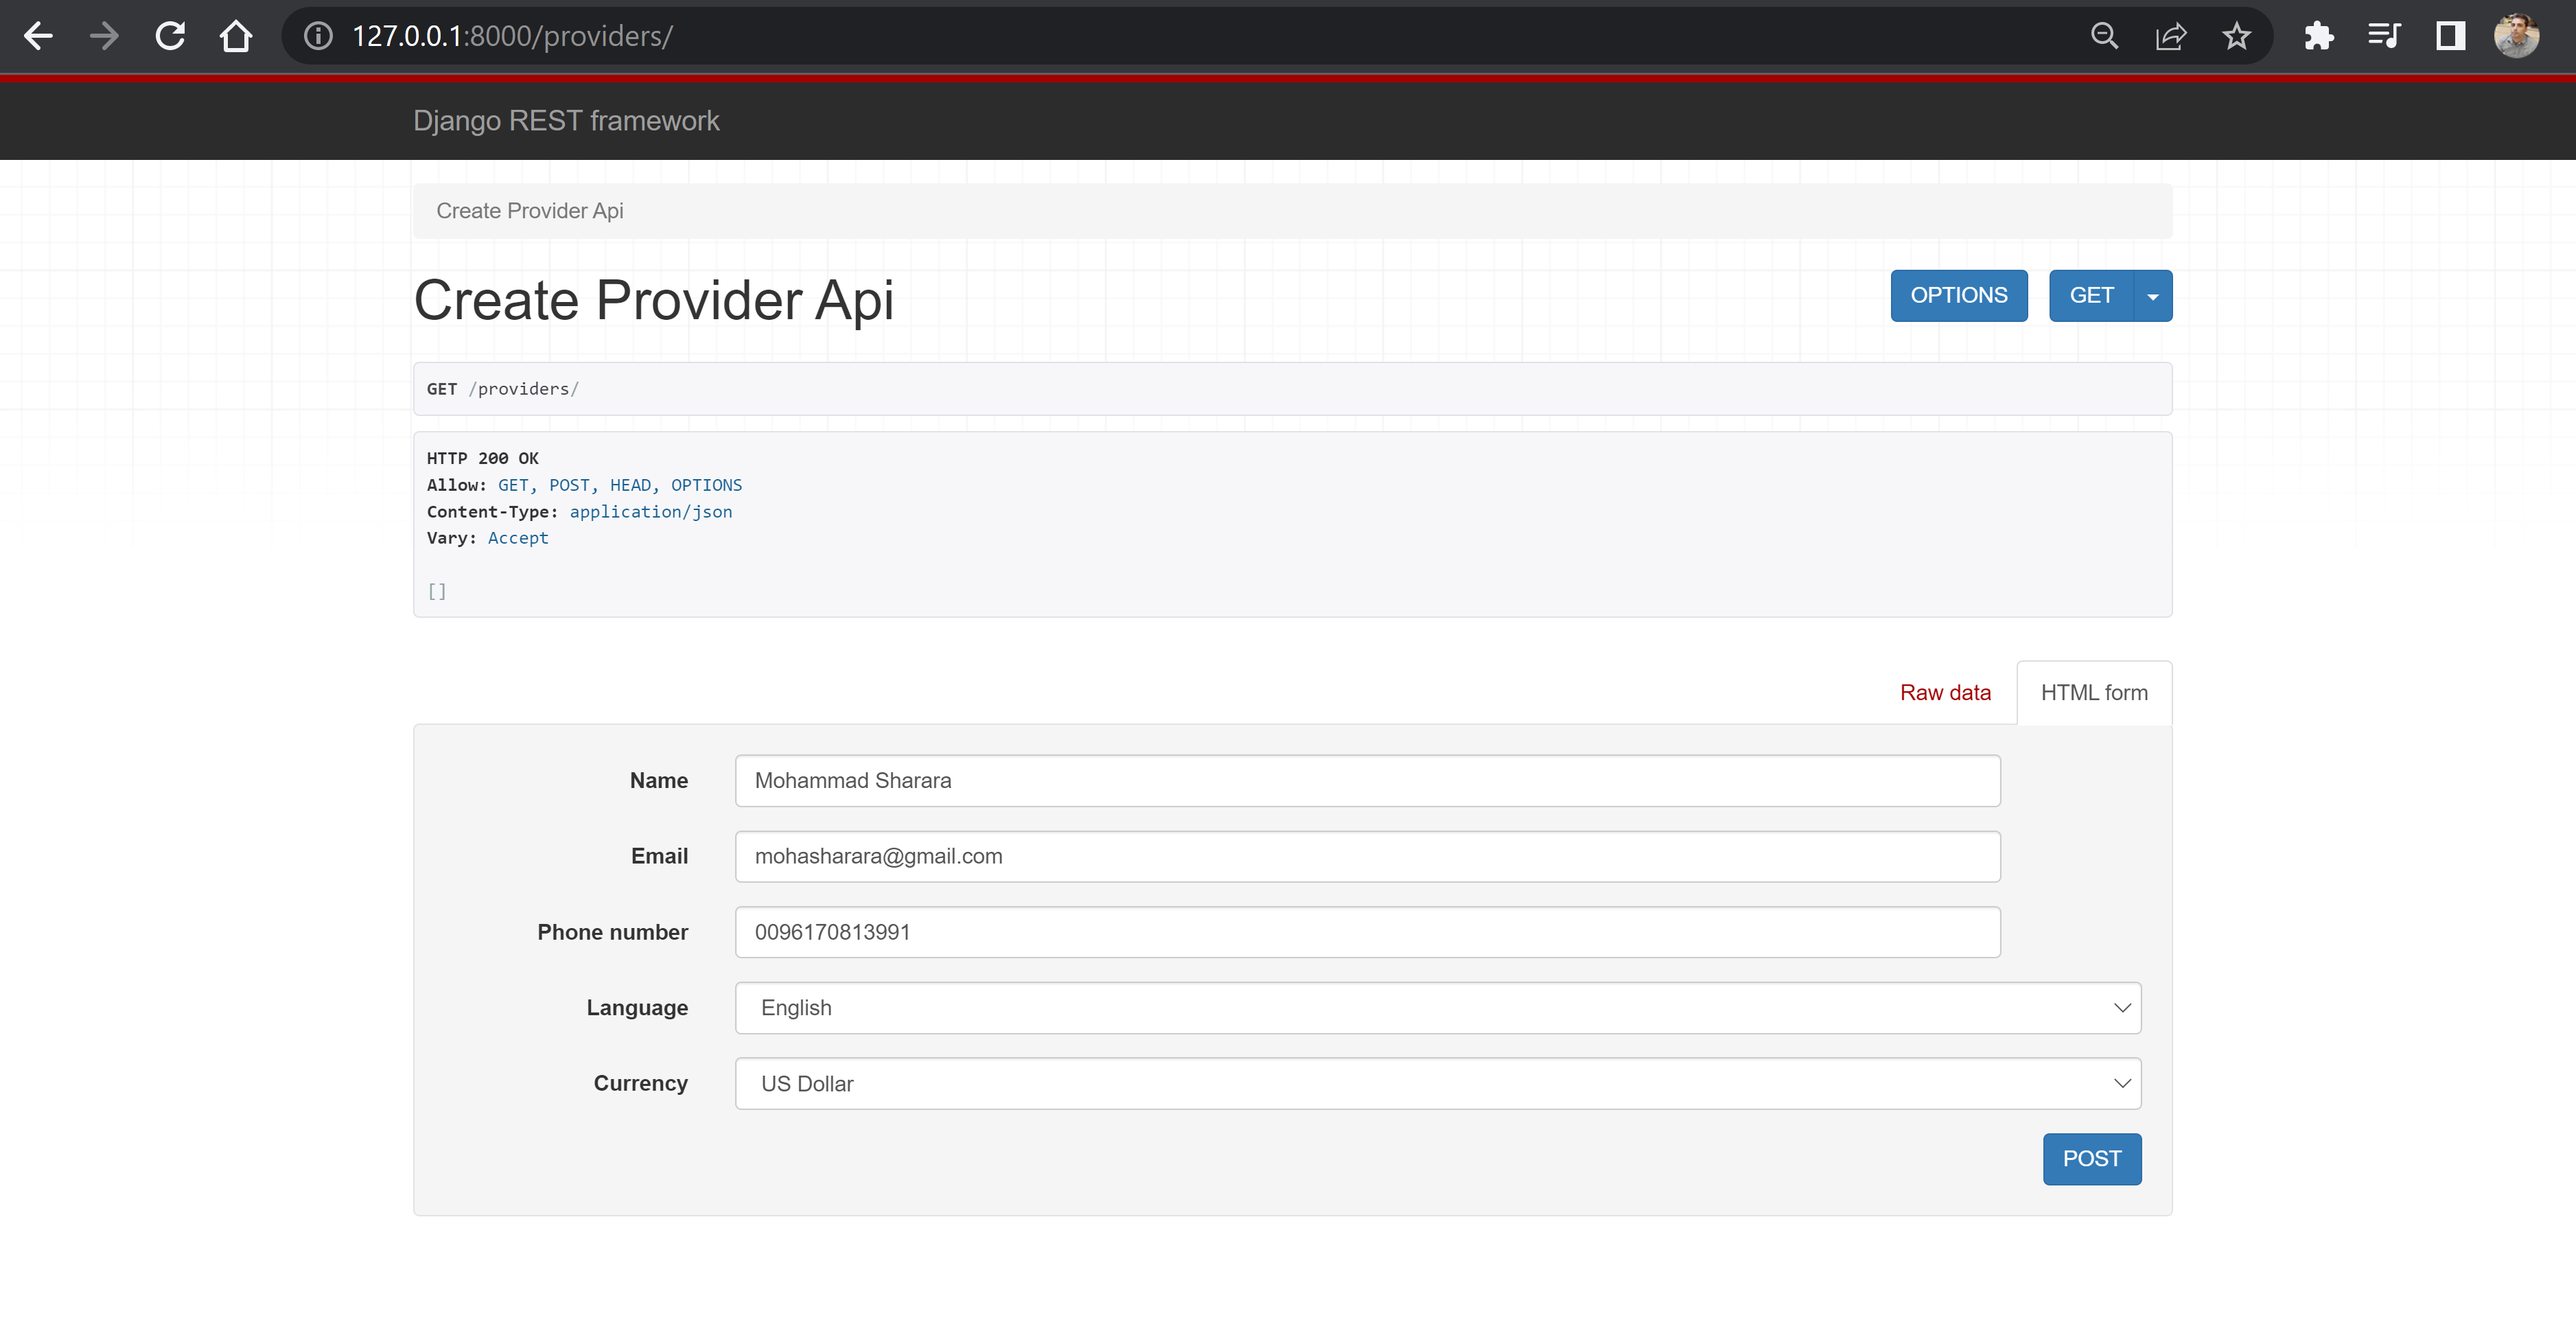 127.0.0.1:8000/providers/
Django REST framework
Create Provider Api
Create Provider Api
OPTIONS
GET
GET /providers/
HTTP 200 OK
Allow: GET, POST, HEAD, OPTIONS
Content-Type: application/json
Vary: Accept
[]
Raw data
HTML form
Name
Mohammad Sharara
Email
mohasharara@gmail.com
Phone number
0096170813991
Language
English
Currency
US Dollar
POST